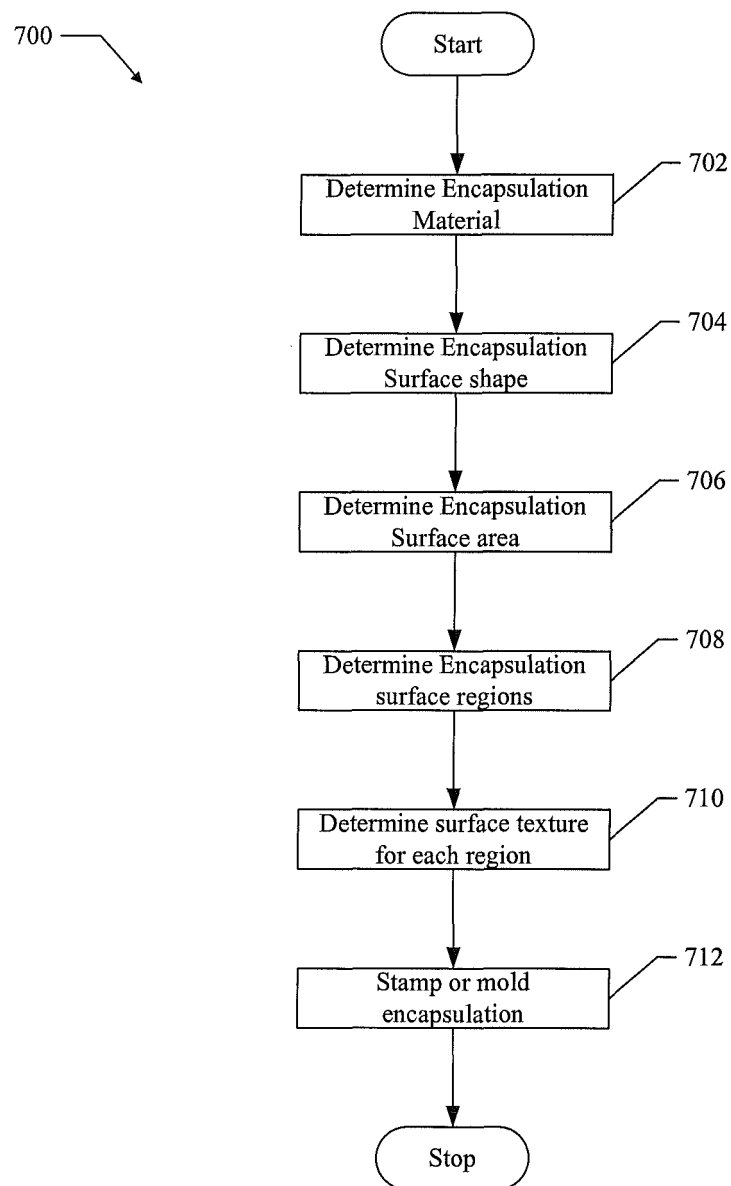 700
Start
702
Determine Encapsulation
Material
704
Determine Encapsulation
Surface shape
706
Determine Encapsulation
Surface area
708
Determine Encapsulation
surface regions
710
Determine surface texture
for each region
712
Stamp or mold
encapsulation
Stop